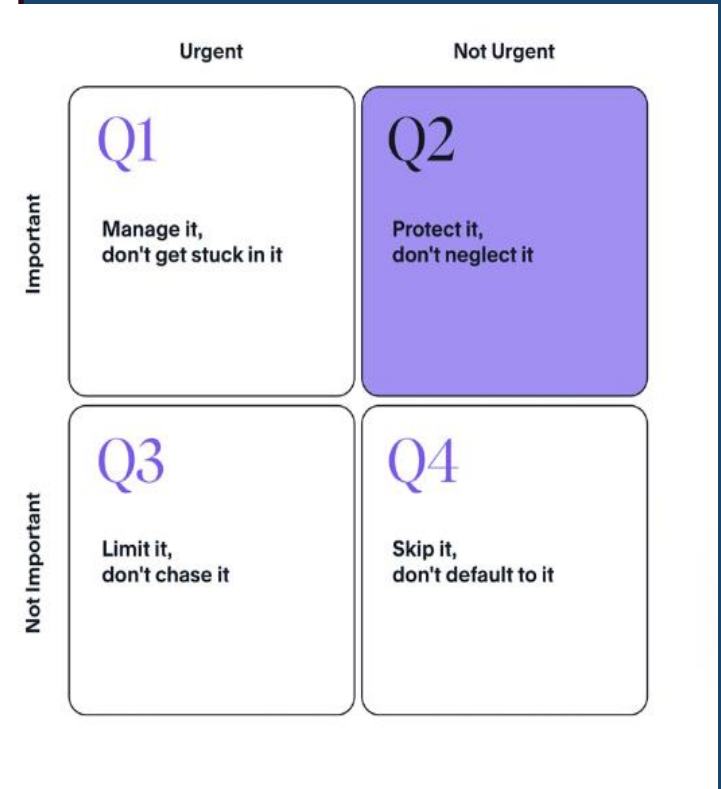 Urgent
Not Urgent
Important
Q1
Manage it,
don't get stuck in it
Q2
Protect it,
don't neglect it
Not Important
Q3
Limit it,
don't chase it
Q4
Skip it,
don't default to it